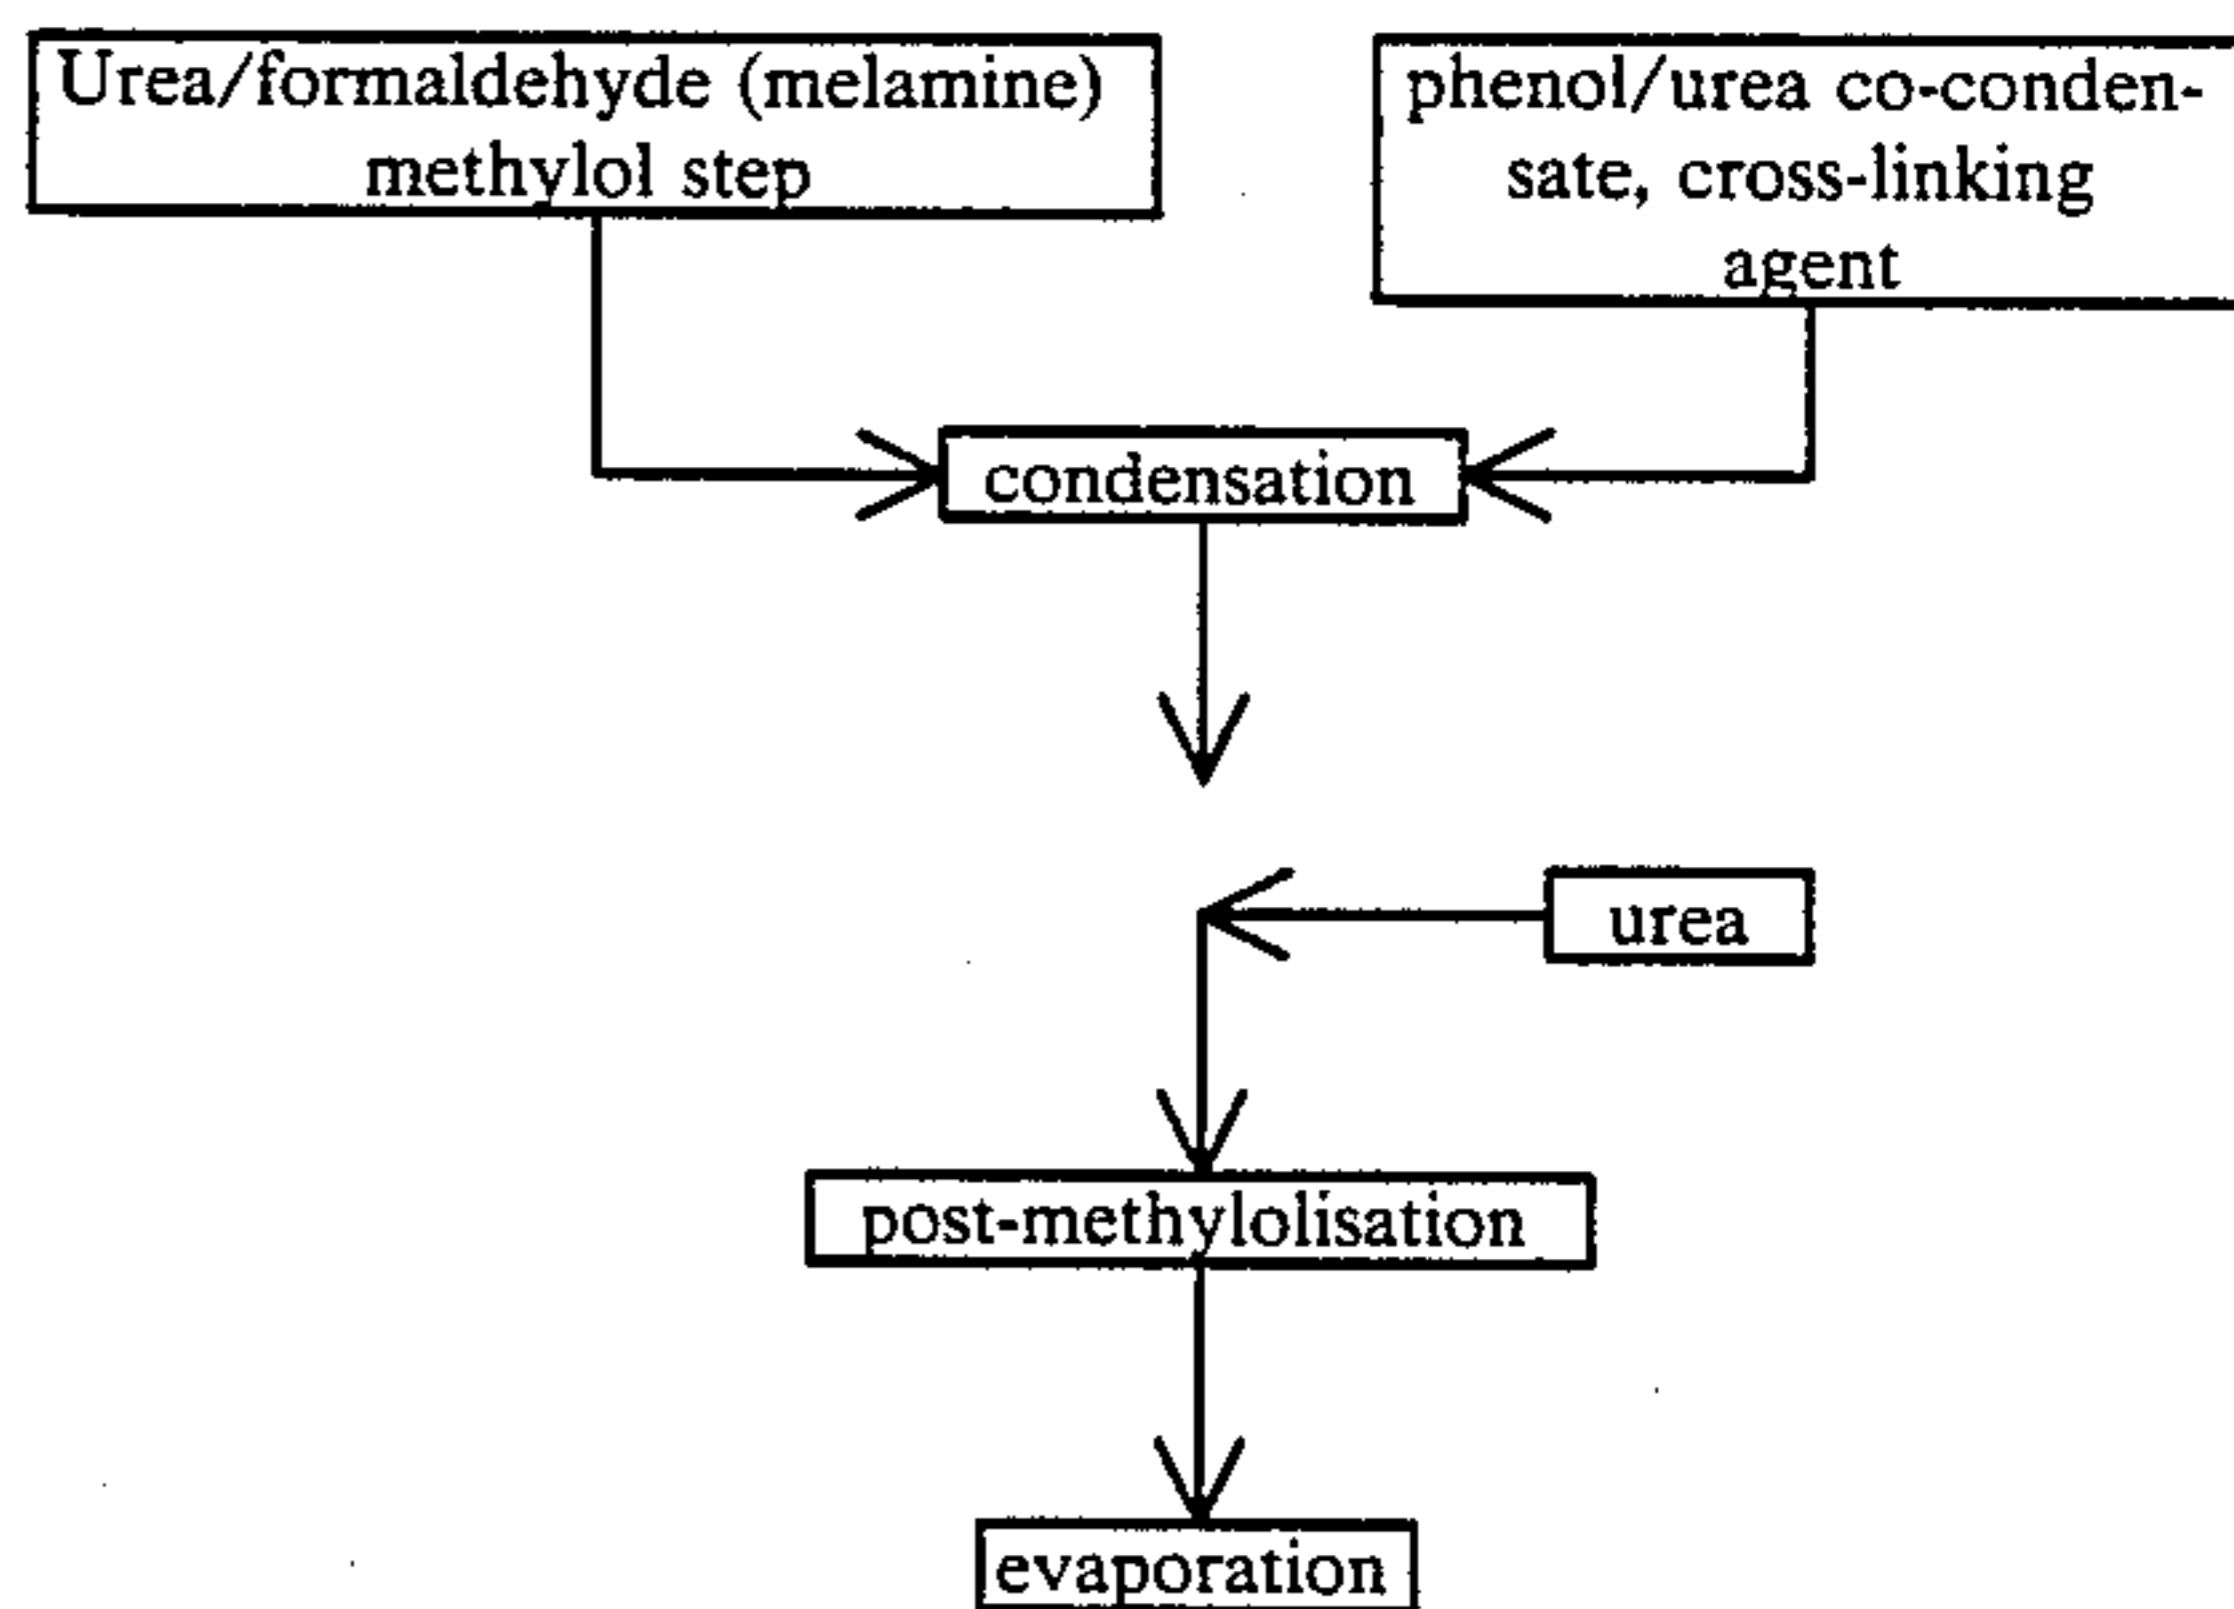 Urea/formaldehyde (melamine)
methylol step
phenol/urea co-conden-
sate, cross-linking
agent
condensation
urea
post-methylolisation
evaporation